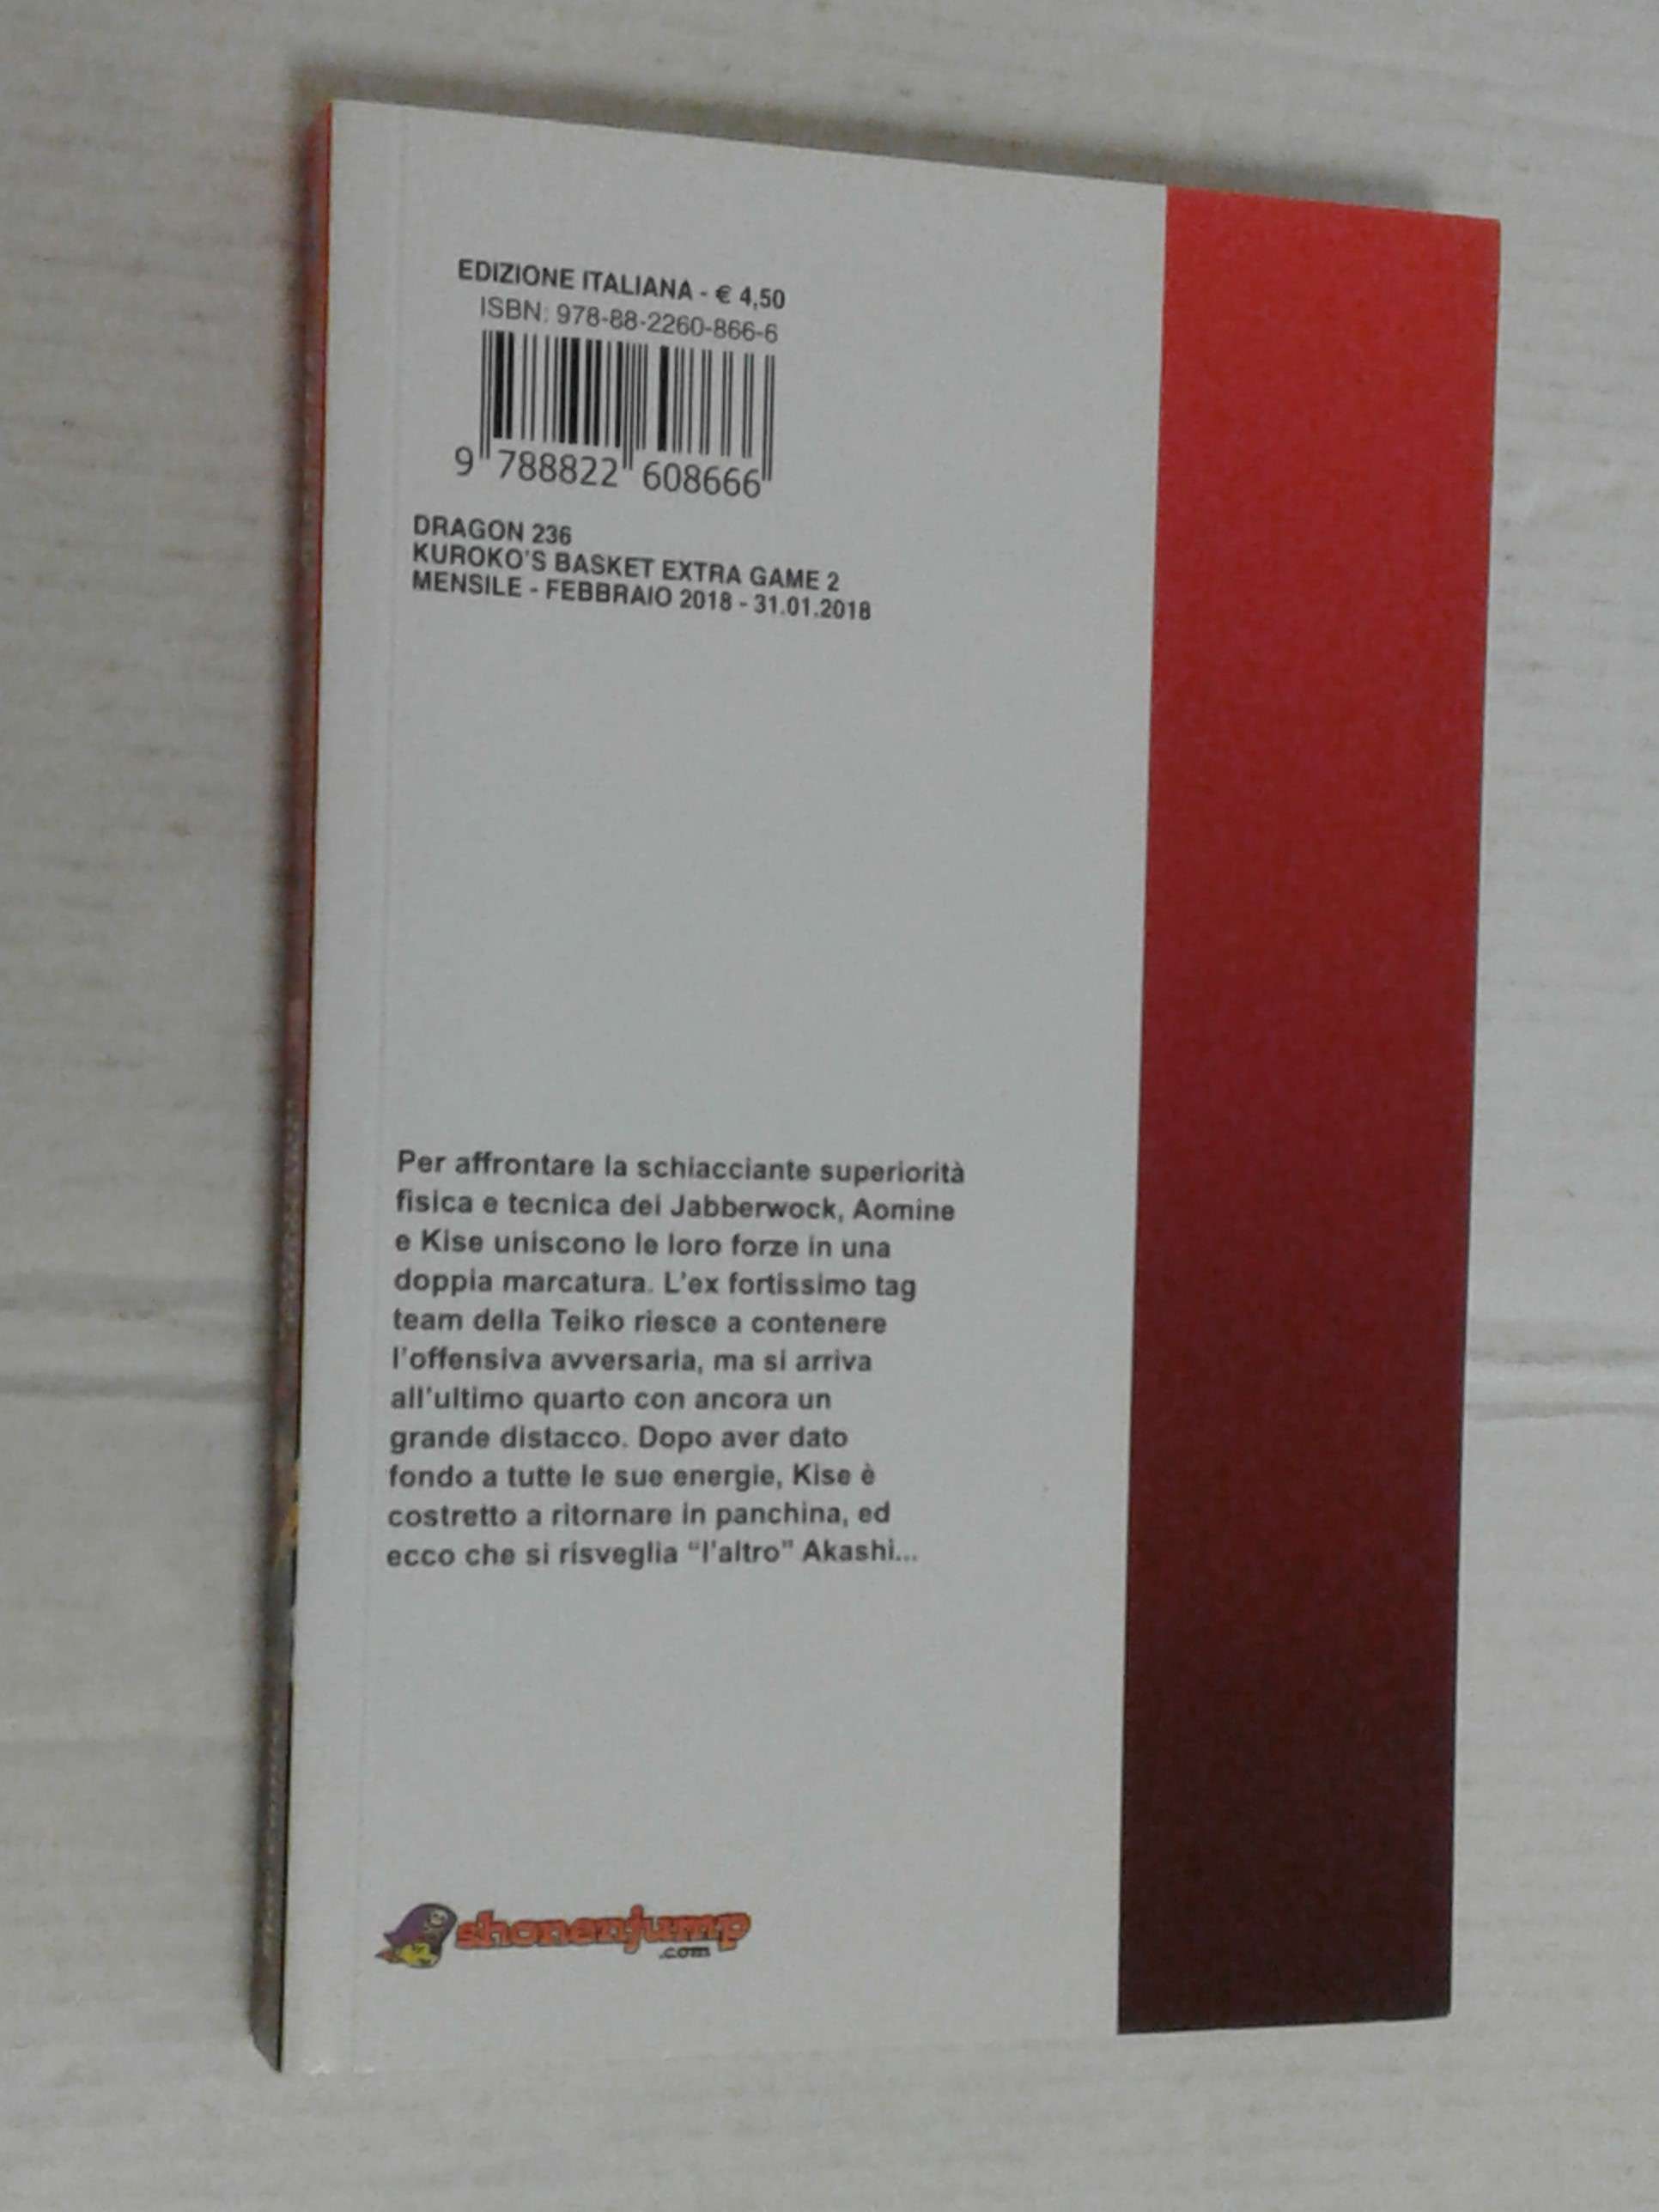 EDIZIONE ITALIANA - € 4,50
ISBN: 978-88-2260-866-6
9 788822 608666
DRAGON 236
KUROKO'S BASKET EXTRA GAME 2
MENSILE - FEBBRAIO 2018 - 31.01.2018
Per affrontare la schiacciante superiorità
fisica e tecnica dei Jabberwock, Aomine
e Kise uniscono le loro forze in una
doppia marcatura. L'ex fortissimo tag
team della Teiko riesce a contenere
l'offensiva avversaria, ma si arriva
all'ultimo quarto con ancora un
grande distacco. Dopo aver dato
fondo a tutte le sue energie, Kise è
costretto a ritornare in panchina, ed
ecco che si risveglia “l'altro” Akashi...
shonenjump
.com